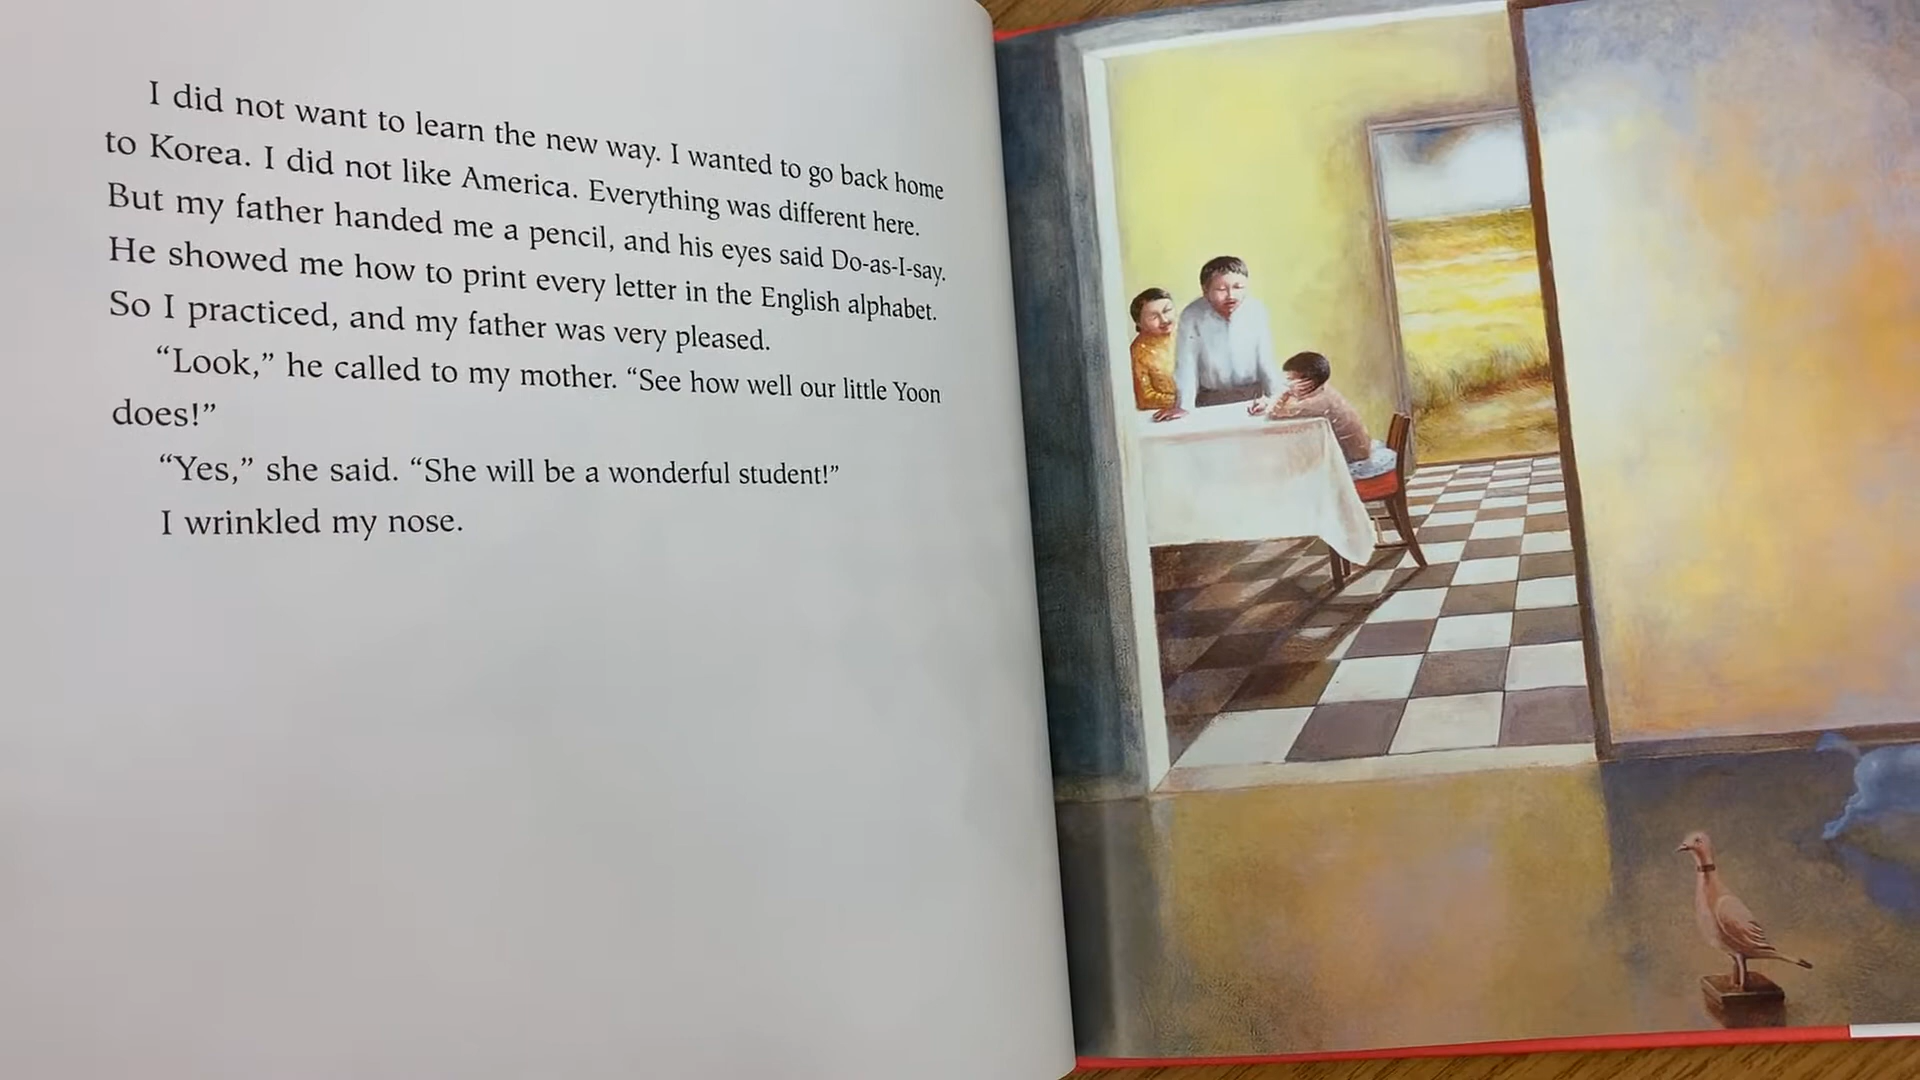 I did not want to learn the new way. I wanted to go back home
to Korea. I did not like America. Everything was different here.
But my father handed me a pencil, and his eyes said Do-as-I-say.
He showed me how to print every letter in the English alphabet.
So I practiced, and my father was very pleased.
“Look,” he called to my mother. “See how well our little Yoon
does!”
“Yes,” she said. “She will be a wonderful student!”
I wrinkled my nose.